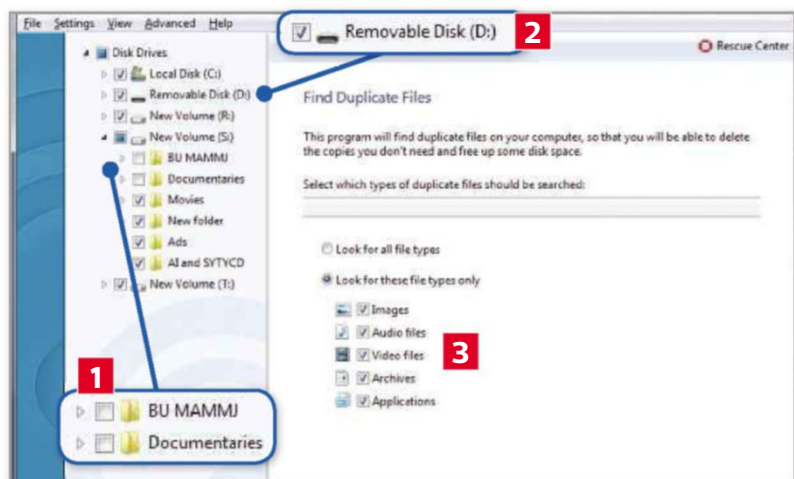 File Settings View Advanced Help
Removable Disk (D:)
2
Rescue Center
Disk Drives
Local Disk (C:)
Removable Disk (D:)
New Volume (R:)
New Volume (S:)
BU MAMMJ
Documentaries
Movies
New folder
Ads
AI and SYTYCD
New Volume (T:)
1
BU MAMMJ
Documentaries
Find Duplicate Files
This program will find duplicate files on your computer, so that you will be able to delete
the copies you don't need and free up some disk space.
Select which types of duplicate files should be searched:
Look for all file types
Look for these file types only
Images
Audio files
Video files
3
Archives
Applications